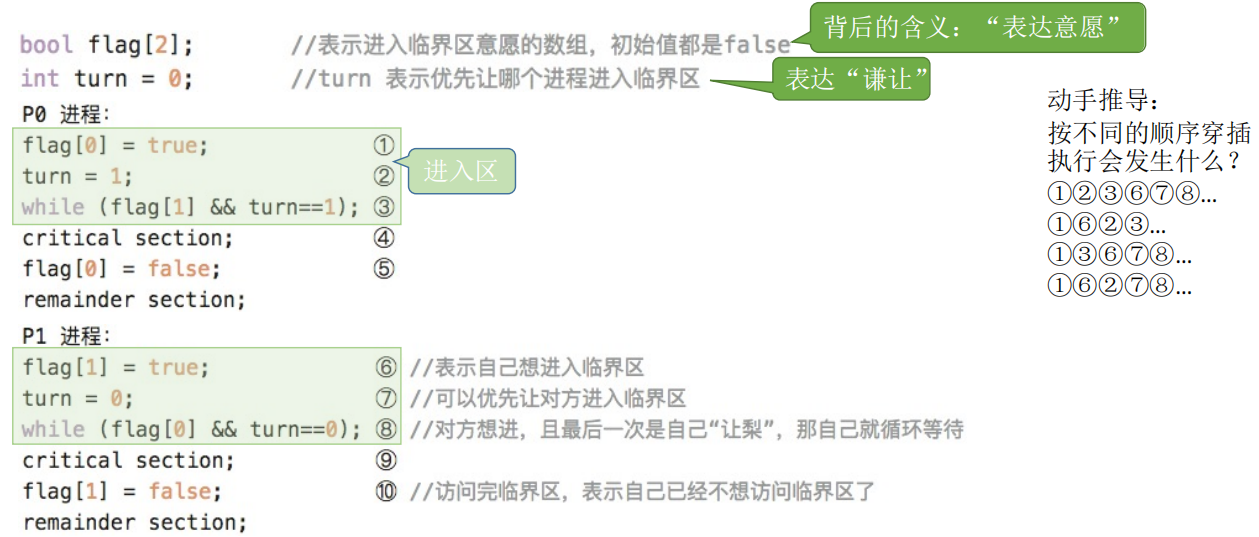 背后的含义：“表达意愿”
bool flag[2]; //表示进入临界区意愿的数组，初始值都是false
int turn = 0; //turn 表示优先让哪个进程进入临界区
表达“谦让”
P0 进程：
flag[0] = true; ①
turn = 1; ②
while (flag[1] && turn==1); ③
进入区
critical section; ④
flag[0] = false; ⑤
remainder section;
P1 进程：
flag[1] = true; ⑥ //表示自己想进入临界区
turn = 0; ⑦ //可以优先让对方进入临界区
while (flag[0] && turn==0); ⑧ //对方想进，且最后一次是自己“让梨”，那自己就循环等待
critical section; ⑨
flag[1] = false; ⑩ //访问完临界区，表示自己已经不想访问临界区了
remainder section;
动手推导：
按不同的顺序穿插
执行会发生什么？
①②③⑥⑦⑧…
①⑥②③…
①③⑥⑦⑧…
①⑥②⑦⑧…